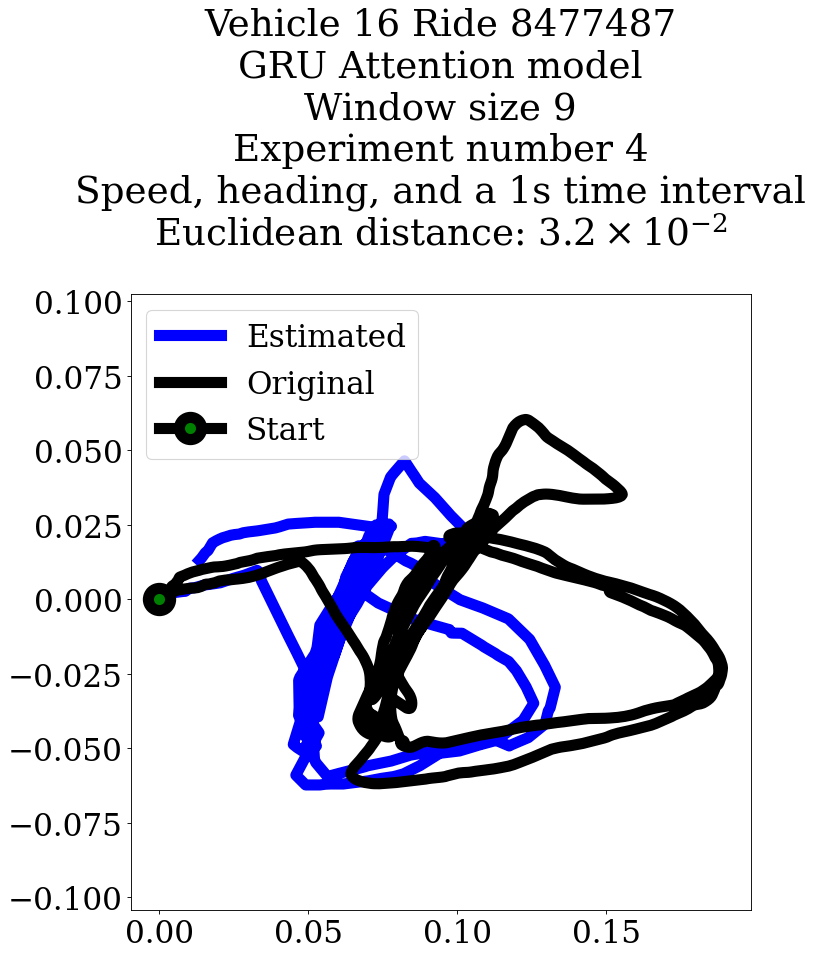 Vehicle 16 Ride 8477487
GRU Attention model
Window size 9
Experiment number 4
Speed, heading, and a 1s time interval
Euclidean distance: 3.2 × 10⁻²
Estimated
Original
Start
0.100
0.075
0.050
0.025
0.000
−0.025
−0.050
−0.075
−0.100
0.00 0.05 0.10 0.15